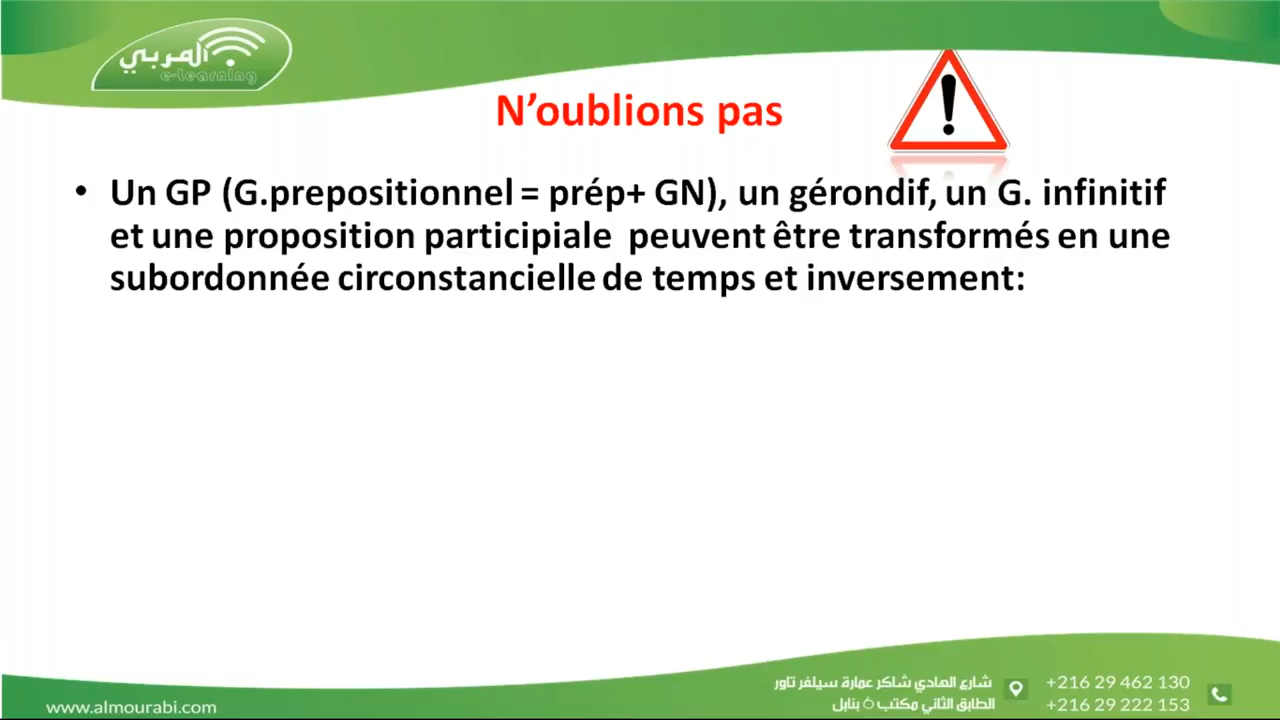 المربي
e-learning
N’oublions pas
• Un GP (G.prepositionnel = prép+ GN), un gérondif, un G. infinitif
et une proposition participiale peuvent être transformés en une
subordonnée circonstancielle de temps et inversement:
www.almourabi.com
شارع الهادي شاكر عمارة سيلفر تاور
الطابق الثاني مكتب بنابل
+216 29 462 130
+216 29 222 153